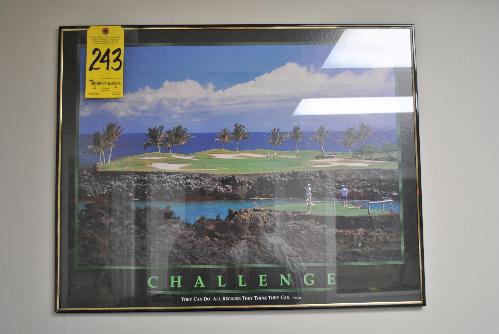 243
CHALLENGE
THEY CAN DO ALL BECAUSE THEY THINK THEY CAN